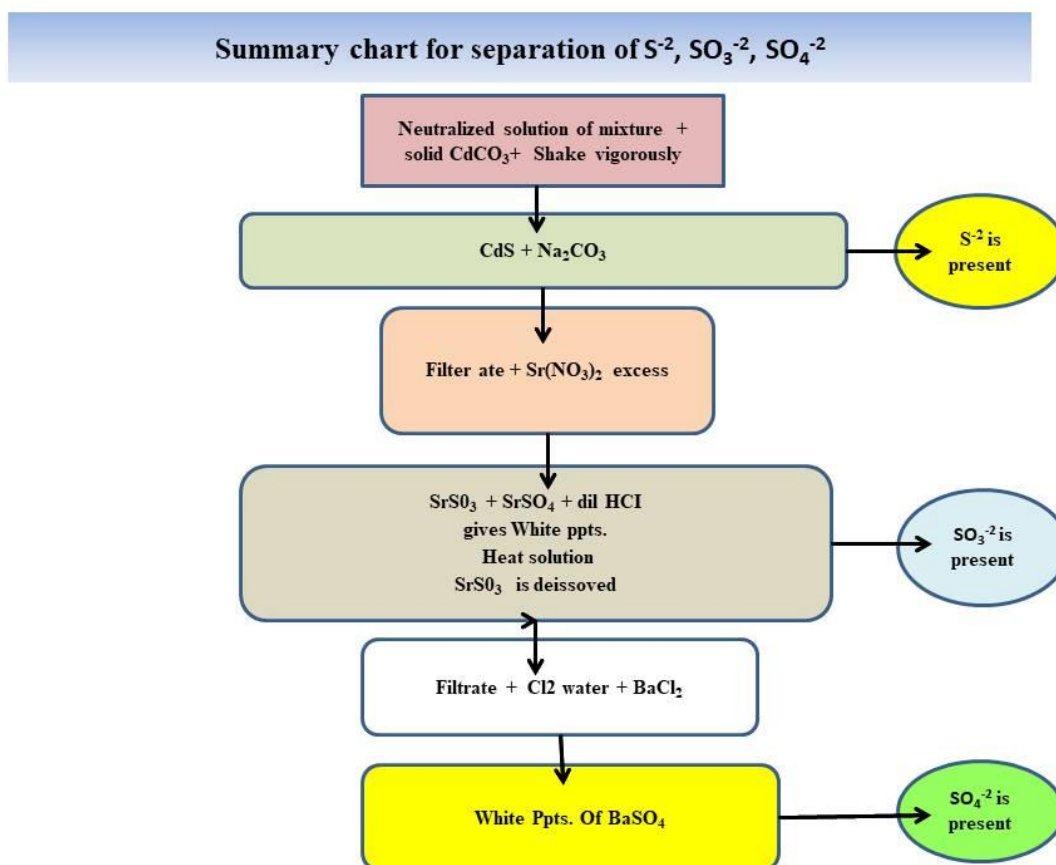 Summary chart for separation of S⁻², SO₃⁻², SO₄⁻²
Neutralized solution of mixture +
solid CdCO₃+ Shake vigorously
CdS + Na₂CO₃
S⁻² is
present
Filter ate + Sr(NO₃)₂ excess
SrS0₃ + SrSO₄ + dil HCI
gives White ppts.
Heat solution
SrS0₃ is deissoved
SO₃⁻² is
present
Filtrate + Cl2 water + BaCl₂
White Ppts. Of BaSO₄
SO₄⁻² is
present